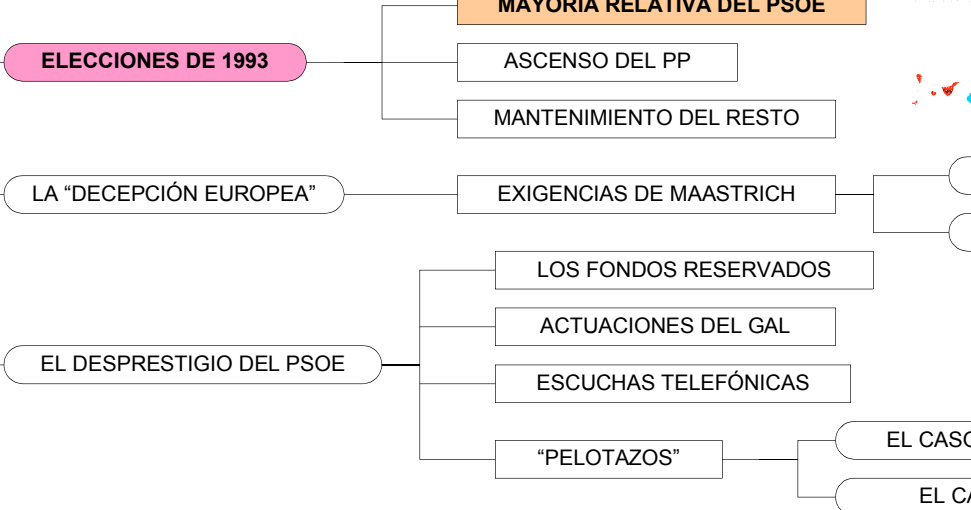 MAYORÍA RELATIVA DEL PSOE
ELECCIONES DE 1993
ASCENSO DEL PP
MANTENIMIENTO DEL RESTO
LA “DECEPCIÓN EUROPEA”
EXIGENCIAS DE MAASTRICH
LOS FONDOS RESERVADOS
ACTUACIONES DEL GAL
EL DESPRESTIGIO DEL PSOE
ESCUCHAS TELEFÓNICAS
“PELOTAZOS”
EL CASO
EL